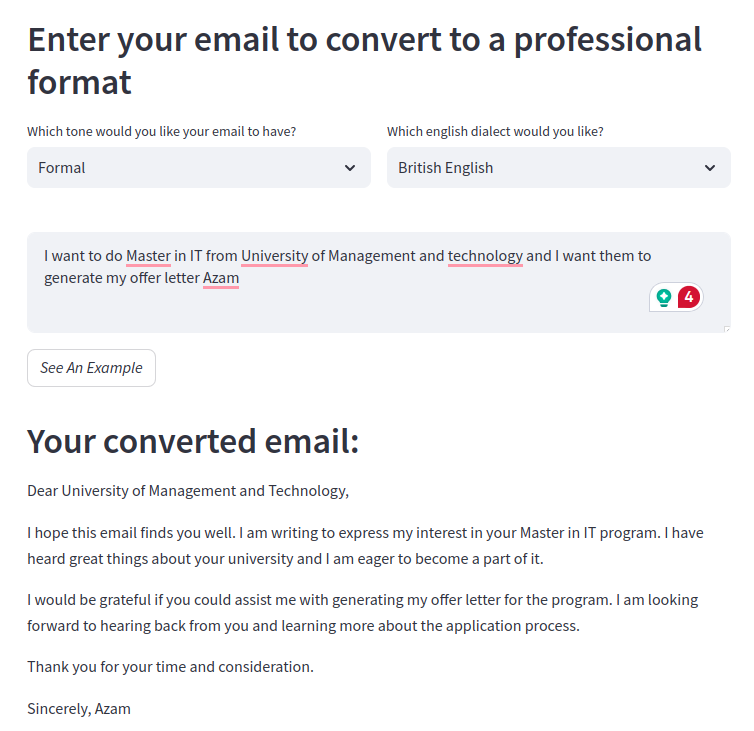 Enter your email to convert to a professional
format
Which tone would you like your email to have?
Which english dialect would you like?
Formal
British English
I want to do Master in IT from University of Management and technology and I want them to
generate my offer letter Azam
4
See An Example
Your converted email:
Dear University of Management and Technology,
I hope this email finds you well. I am writing to express my interest in your Master in IT program. I have
heard great things about your university and I am eager to become a part of it.
I would be grateful if you could assist me with generating my offer letter for the program. I am looking
forward to hearing back from you and learning more about the application process.
Thank you for your time and consideration.
Sincerely, Azam